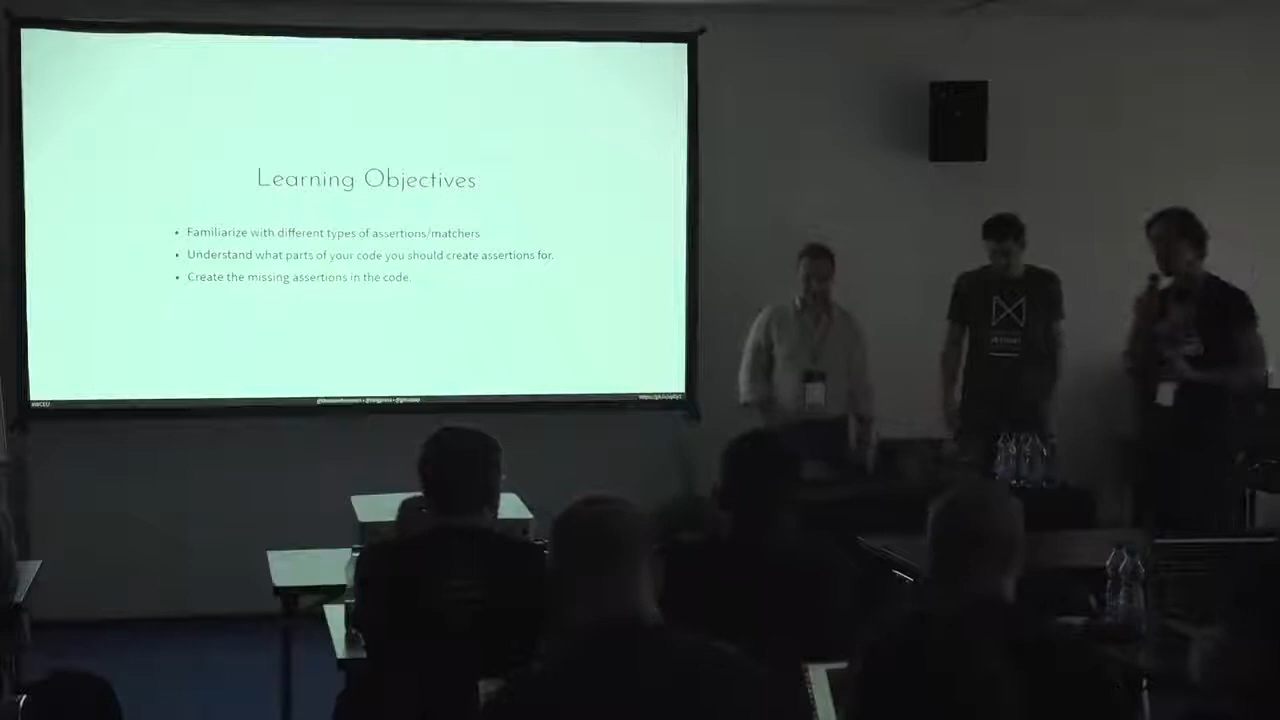 Learning Objectives
• Familiarize with different types of assertions/matchers
• Understand what parts of your code you should create assertions for.
• Create the missing assertions in the code.
#WCEU